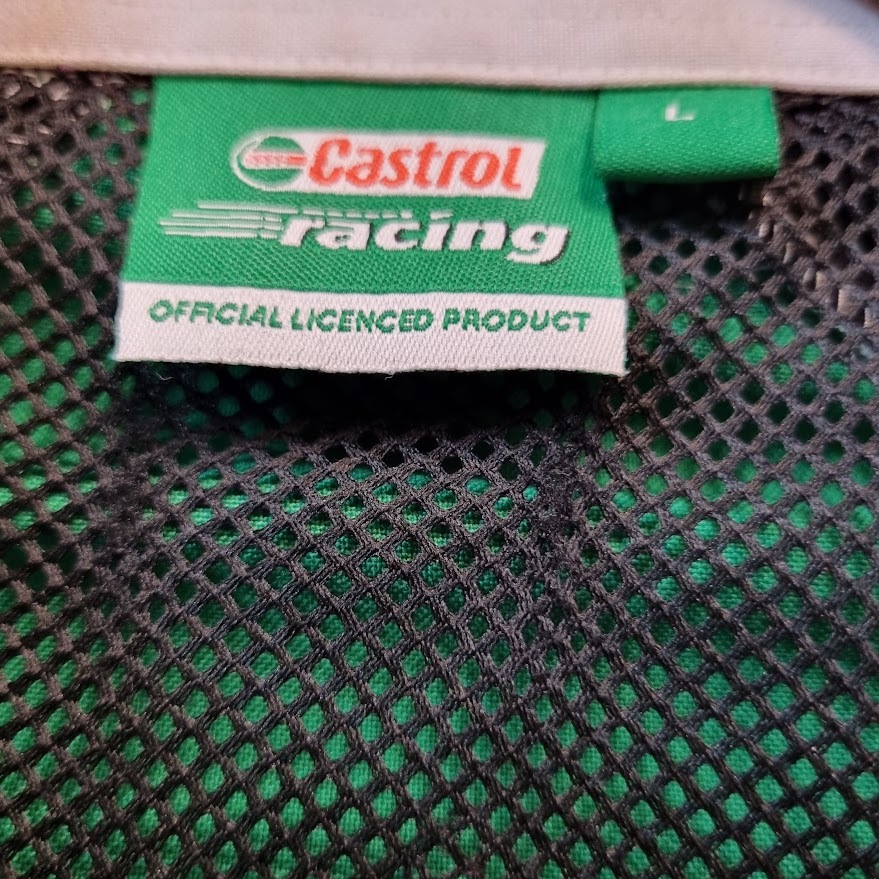 Castrol
racing
OFFICIAL LICENCED PRODUCT
L